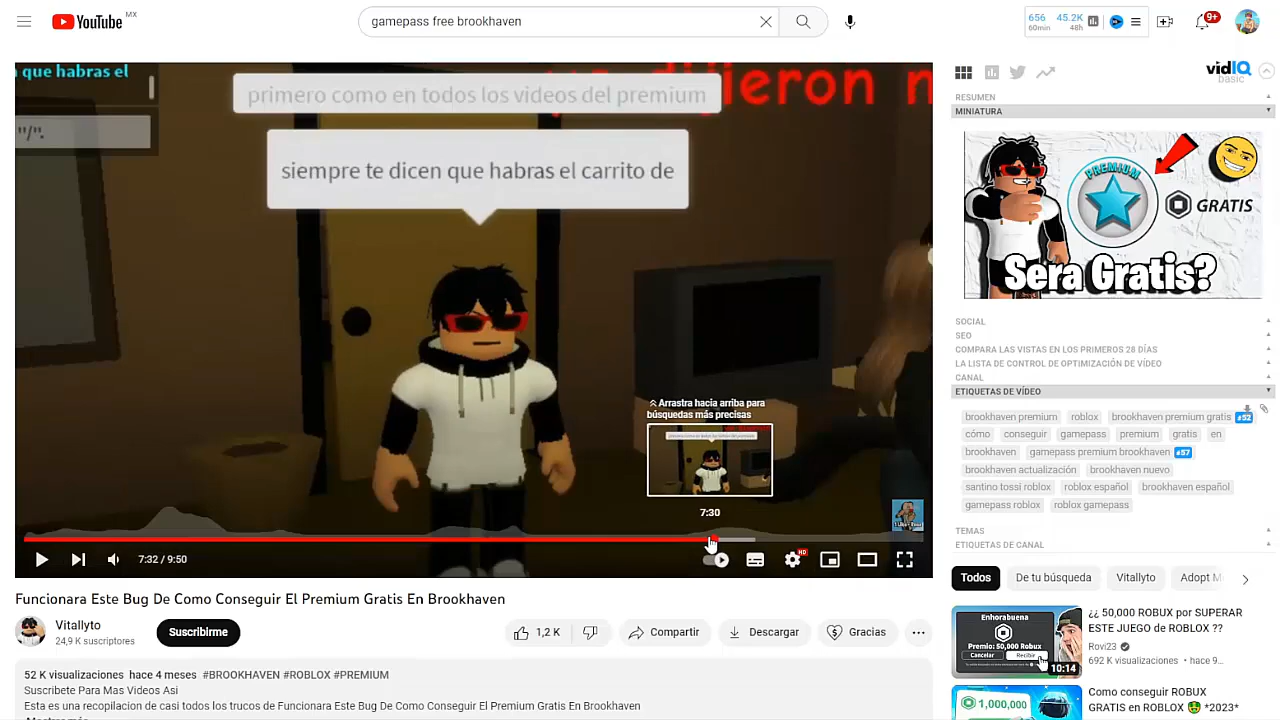 YouTube MX
gamepass free brookhaven
656 45.2K
60min 48h
9+
a que habras el
"/".
dijeron
primero como en todos los videos del premium
siempre te dicen que habras el carrito de
Arrastra hacia arriba para
búsquedas más precisas
7:30
7:32 / 9:50
HD
Funcionara Este Bug De Como Conseguir El Premium Gratis En Brookhaven
Vitallyto
24,9 K suscriptores
Suscribirme
1,2 K
Compartir
Descargar
Gracias
52 K visualizaciones hace 4 meses #BROOKHAVEN #ROBLOX #PREMIUM
Suscribete Para Mas Videos Asi
Esta es una recopilacion de casi todos los trucos de Funcionara Este Bug De Como Conseguir El Premium Gratis En Brookhaven
vidIQ
basic
RESUMEN
MINIATURA
PREMIUM
GRATIS
Sera Gratis?
SOCIAL
SEO
COMPARA LAS VISTAS EN LOS PRIMEROS 28 DÍAS
LA LISTA DE CONTROL DE OPTIMIZACIÓN DE VÍDEO
CANAL
ETIQUETAS DE VÍDEO
brookhaven premium roblox brookhaven premium gratis #52
cómo conseguir gamepass premium gratis en
brookhaven gamepass premium brookhaven #57
brookhaven actualización brookhaven nuevo
santino tossi roblox roblox español brookhaven español
gamepass roblox roblox gamepass
TEMAS
ETIQUETAS DE CANAL
Todos De tu búsqueda Vitallyto Adopt M
Enhorabuena
Premio: 50,000 Robux
Cancelar Recibir
10:14
¿¿ 50,000 ROBUX por SUPERAR
ESTE JUEGO de ROBLOX ??
Rovi23
692 K visualizaciones • hace 9...
1,000,000
Como conseguir ROBUX
GRATIS en ROBLOX 🤑 *2023*